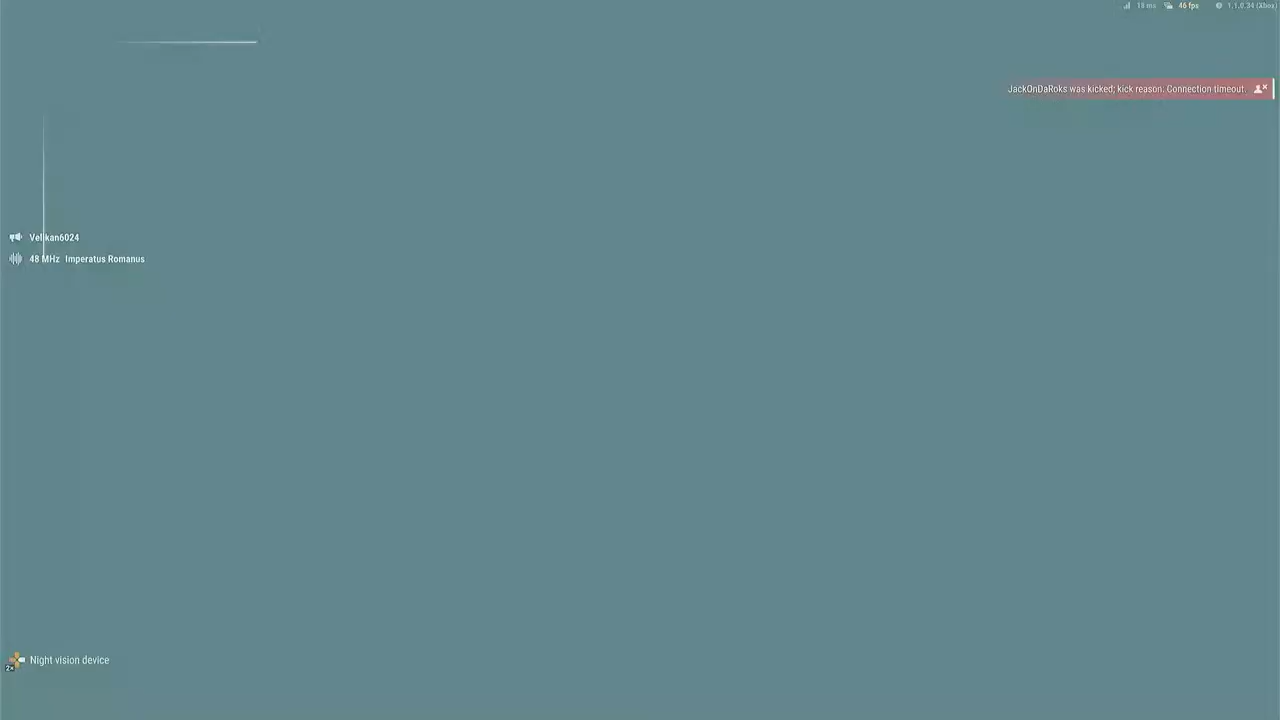 18 ms 46 fps 1.1.0.34 (Xbox)
JackOnDaRoks was kicked; kick reason: Connection timeout.
Velikan6024
48 MHz Imperatus Romanus
2×
Night vision device